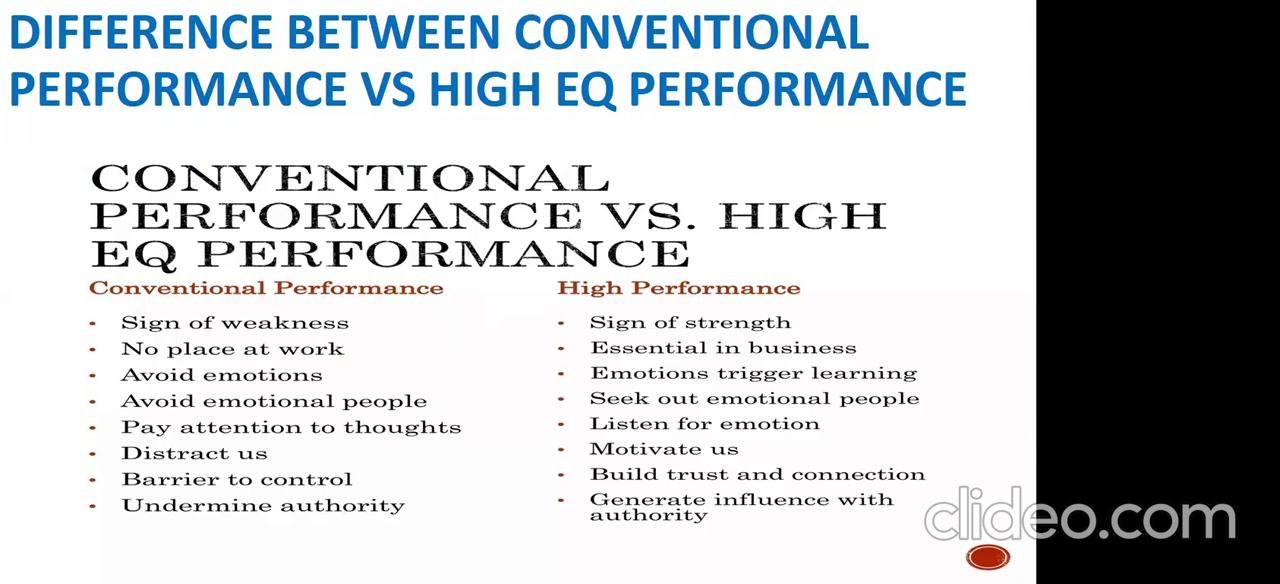 DIFFERENCE BETWEEN CONVENTIONAL
PERFORMANCE VS HIGH EQ PERFORMANCE
CONVENTIONAL
PERFORMANCE VS. HIGH
EQ PERFORMANCE
Conventional Performance
• Sign of weakness
• No place at work
• Avoid emotions
• Avoid emotional people
• Pay attention to thoughts
• Distract us
• Barrier to control
• Undermine authority
High Performance
• Sign of strength
• Essential in business
• Emotions trigger learning
• Seek out emotional people
• Listen for emotion
• Motivate us
• Build trust and connection
• Generate influence with
authority
clideo.com